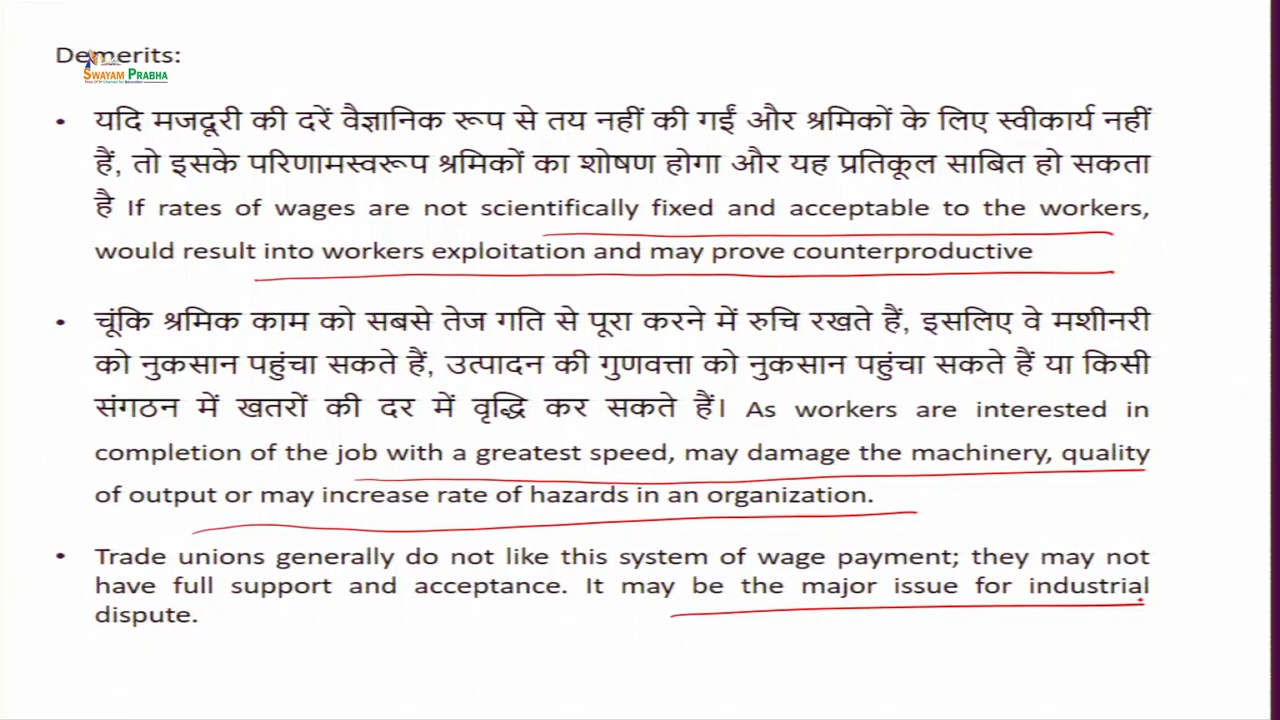 Demerits:
SWAYAM PRABHA
• यदि मजदूरी की दरें वैज्ञानिक रूप से तय नहीं की गईं और श्रमिकों के लिए स्वीकार्य नहीं
हैं, तो इसके परिणामस्वरूप श्रमिकों का शोषण होगा और यह प्रतिकूल साबित हो सकता
है If rates of wages are not scientifically fixed and acceptable to the workers,
would result into workers exploitation and may prove counterproductive
• चूंकि श्रमिक काम को सबसे तेज गति से पूरा करने में रुचि रखते हैं, इसलिए वे मशीनरी
को नुकसान पहुंचा सकते हैं, उत्पादन की गुणवत्ता को नुकसान पहुंचा सकते हैं या किसी
संगठन में खतरों की दर में वृद्धि कर सकते हैं। As workers are interested in
completion of the job with a greatest speed, may damage the machinery, quality
of output or may increase rate of hazards in an organization.
• Trade unions generally do not like this system of wage payment; they may not
have full support and acceptance. It may be the major issue for industrial
dispute.